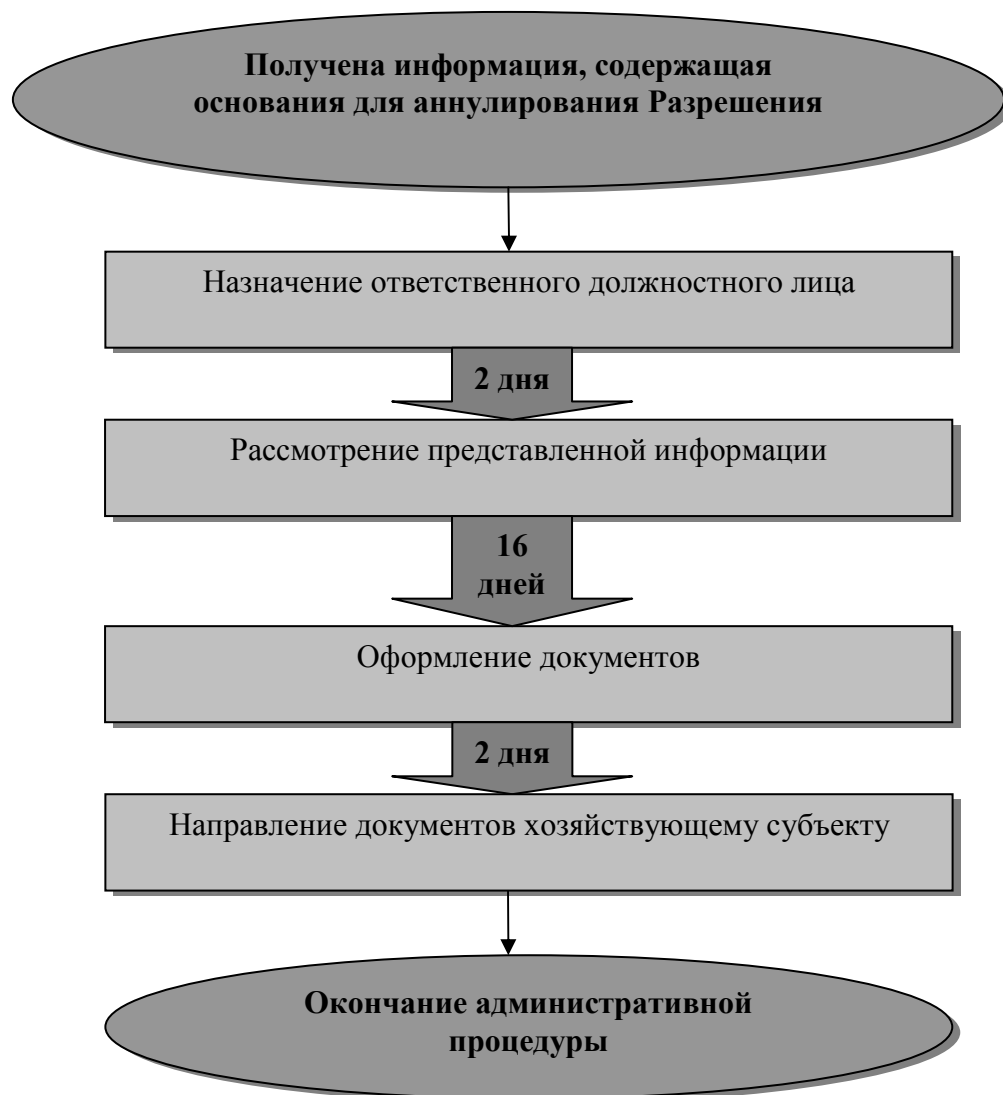 Получена информация, содержащая
основания для аннулирования Разрешения
Назначение ответственного должностного лица
2 дня
Рассмотрение представленной информации
16
дней
Оформление документов
2 дня
Направление документов хозяйствующему субъекту
Окончание административной
процедуры